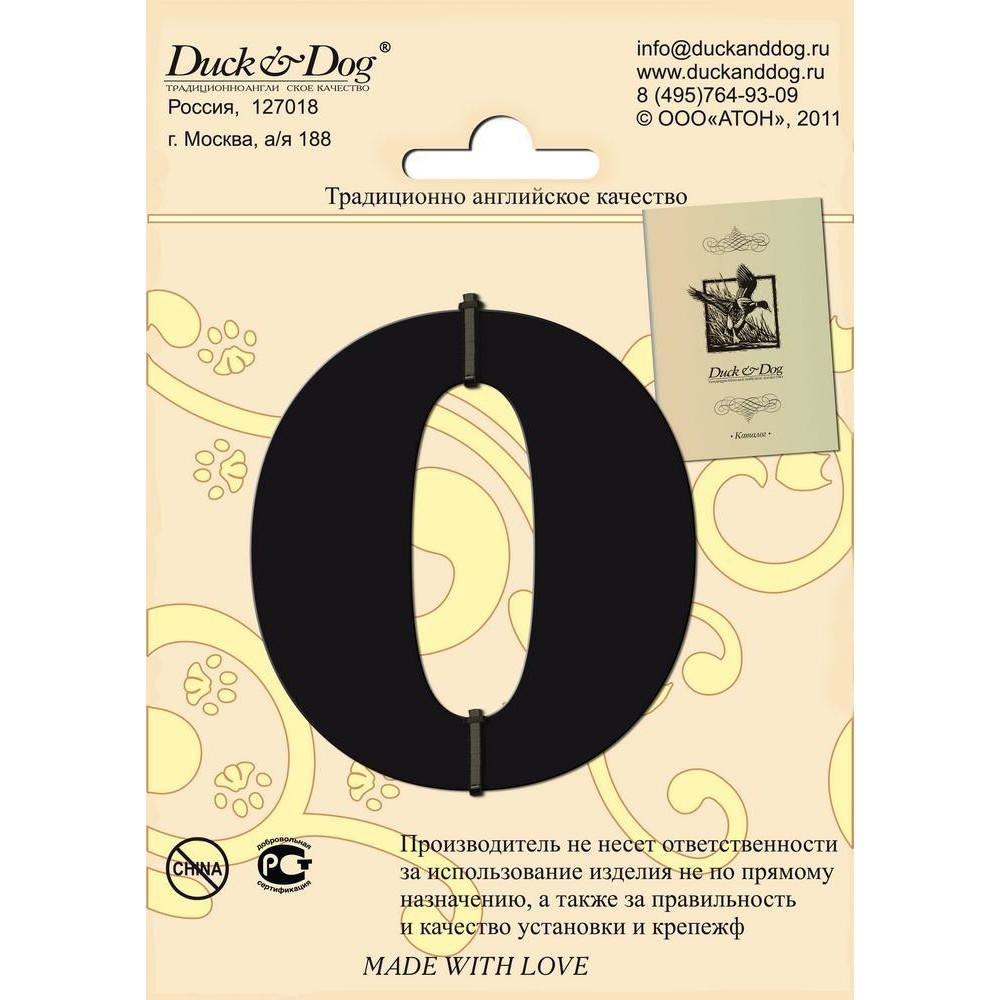 Duck & Dog®
ТРАДИЦИОННОАНГЛИ СКОЕ КАЧЕСТВО
Россия, 127018
г. Москва, а/я 188
info@duckanddog.ru
www.duckanddog.ru
8 (495)764-93-09
© ООО«АТОН», 2011
Традиционно английское качество
Duck & Dog
• Каталог •
0
CHINA
добровольная
РСТ
сертификация
Производитель не несет ответственности
за использование изделия не по прямому
назначению, а также за правильность
и качество установки и крепежф
MADE WITH LOVE